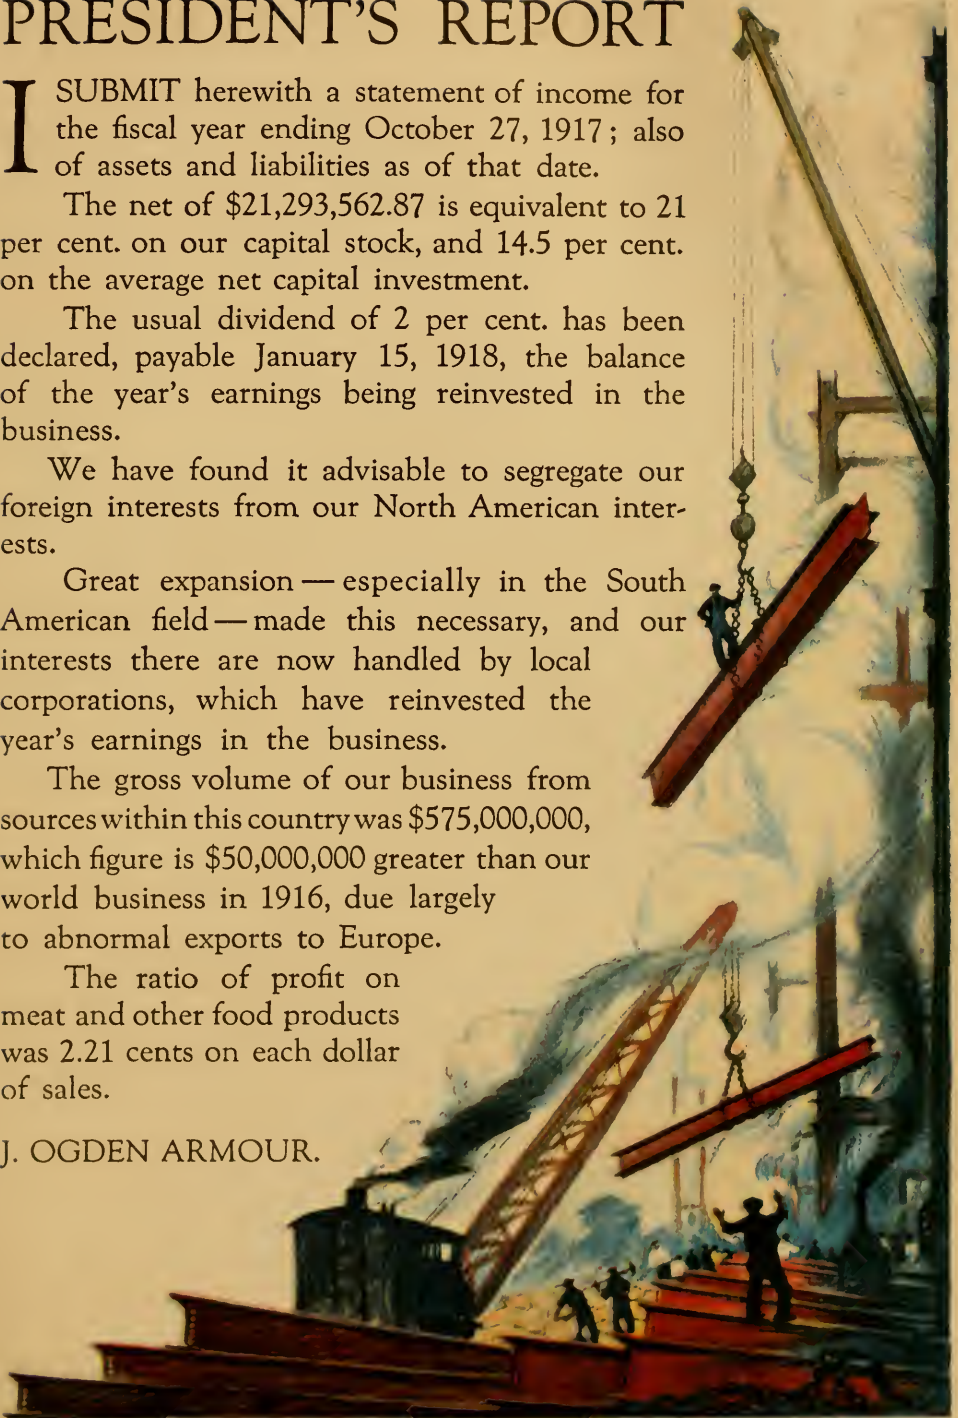 PRESIDENT'S REPORT
I SUBMIT herewith a statement of income for
the fiscal year ending October 27, 1917; also
of assets and liabilities as of that date.
The net of $21,293,562.87 is equivalent to 21
per cent. on our capital stock, and 14.5 per cent.
on the average net capital investment.
The usual dividend of 2 per cent. has been
declared, payable January 15, 1918, the balance
of the year's earnings being reinvested in the
business.
We have found it advisable to segregate our
foreign interests from our North American inter-
ests.
Great expansion — especially in the South
American field — made this necessary, and our
interests there are now handled by local
corporations, which have reinvested the
year's earnings in the business.
The gross volume of our business from
sources within this country was $575,000,000,
which figure is $50,000,000 greater than our
world business in 1916, due largely
to abnormal exports to Europe.
The ratio of profit on
meat and other food products
was 2.21 cents on each dollar
of sales.
J. OGDEN ARMOUR.